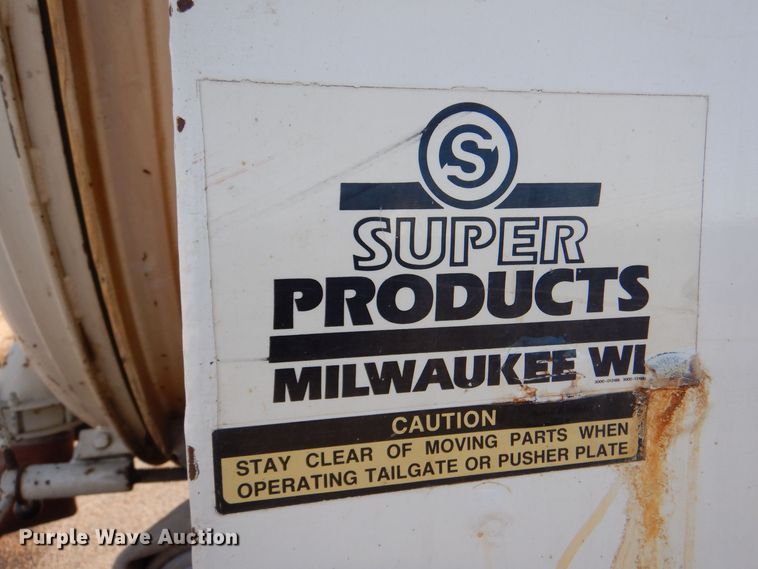 S
SUPER
PRODUCTS
MILWAUKEE WI
CAUTION
STAY CLEAR OF MOVING PARTS WHEN
OPERATING TAILGATE OR PUSHER PLATE
Purple Wave Auction